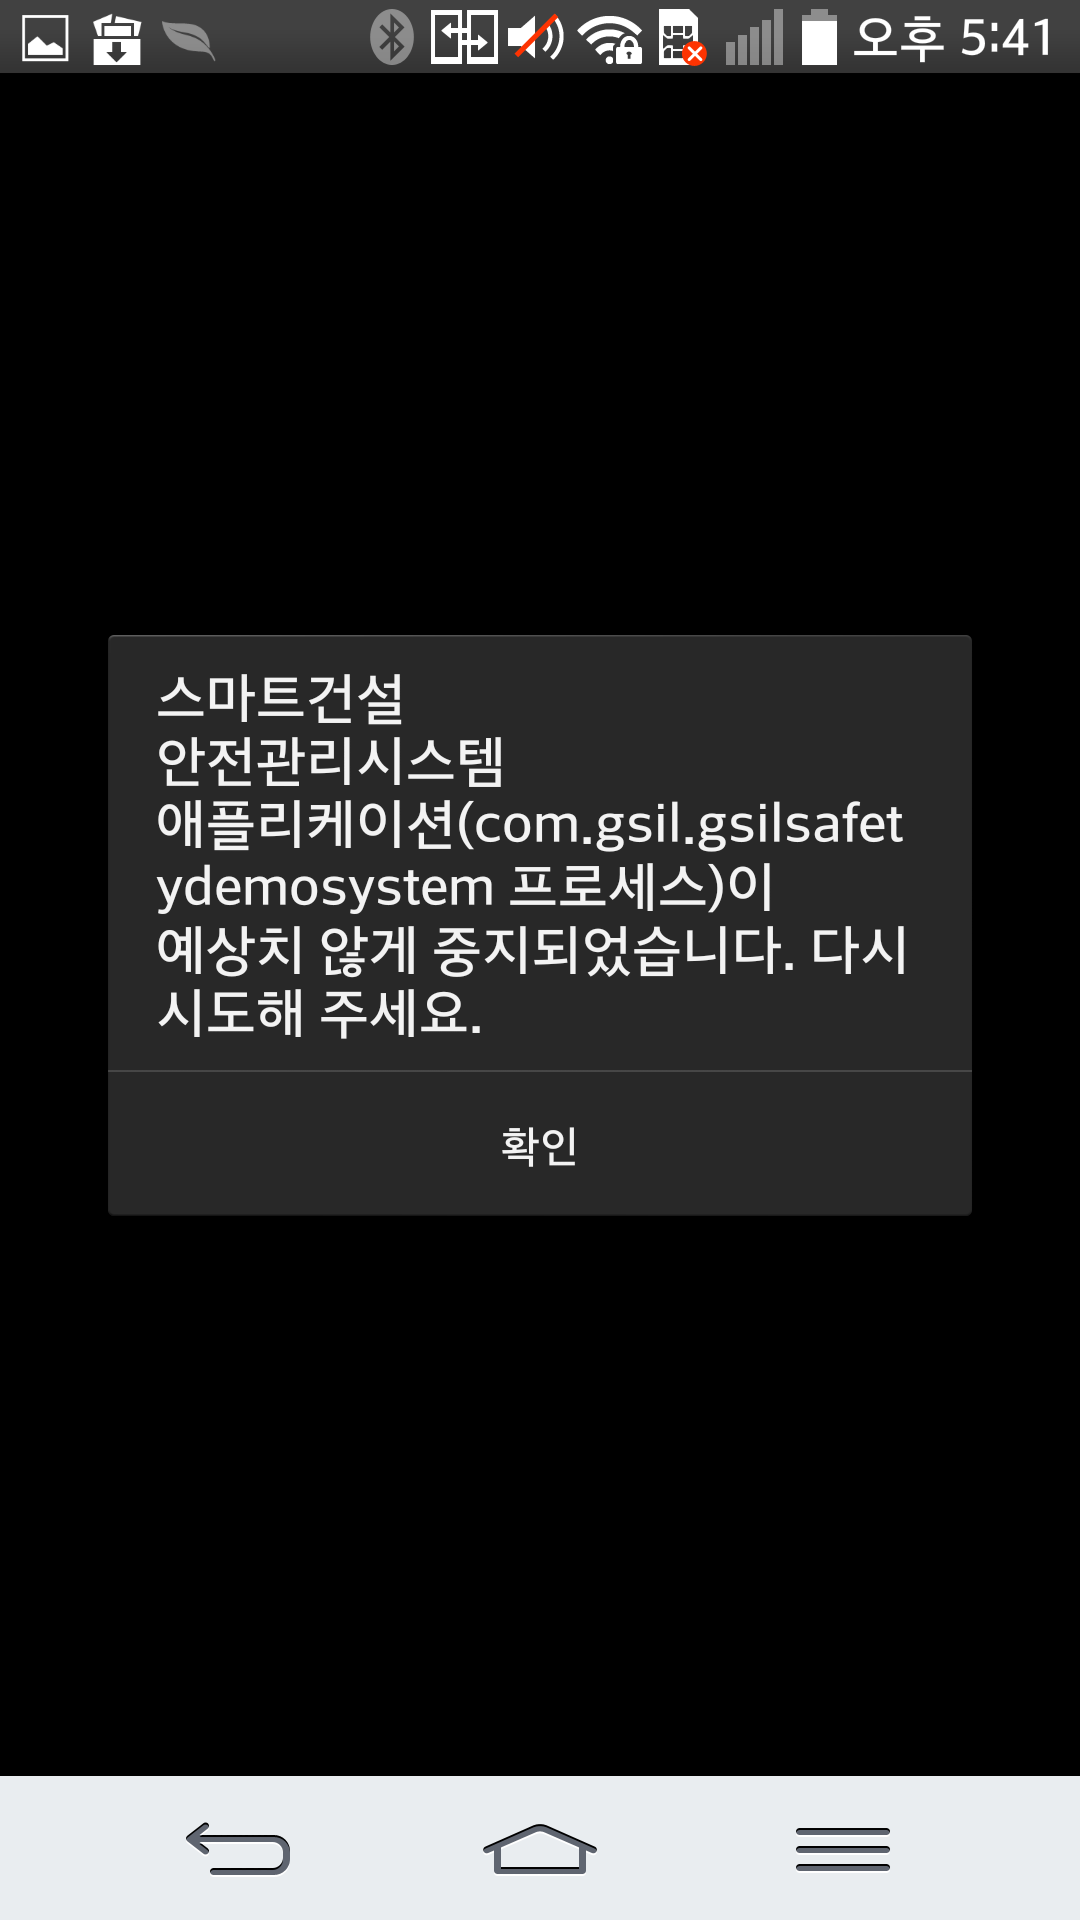 오후 5:41
스마트건설
안전관리시스템
애플리케이션(com.gsil.gsilsafet
ydemosystem 프로세스)이
예상치 않게 중지되었습니다. 다시
시도해 주세요.
확인